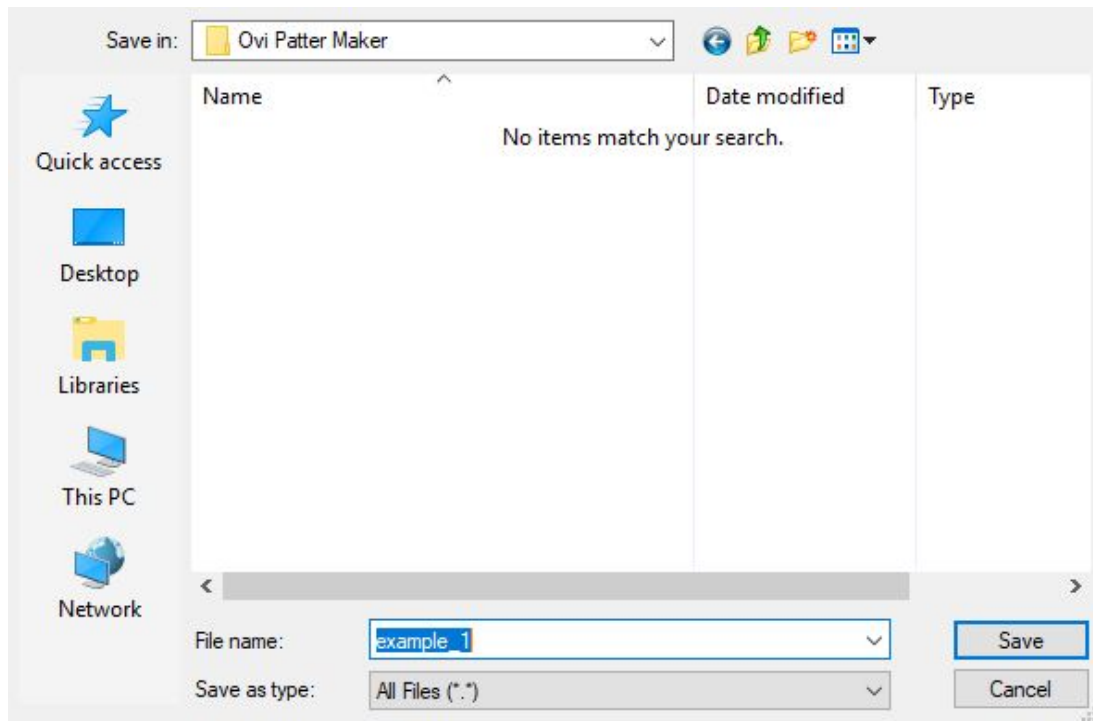 Save in: Ovi Patter Maker
Name Date modified Type
No items match your search.
Quick access
Desktop
Libraries
This PC
Network
File name: example_1 Save
Save as type: All Files (*.*) Cancel